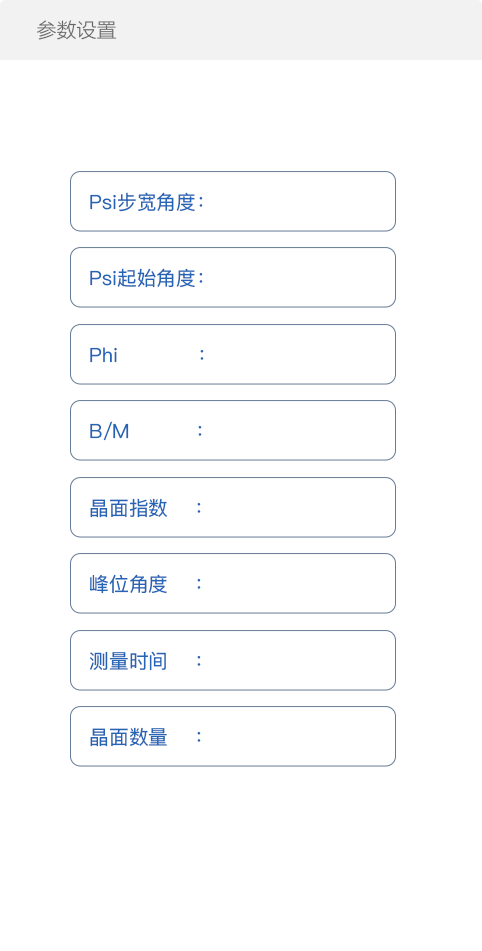 参数设置
Psi步宽角度：
Psi起始角度：
Phi ：
B/M ：
晶面指数 ：
峰位角度 ：
测量时间 ：
晶面数量 ：